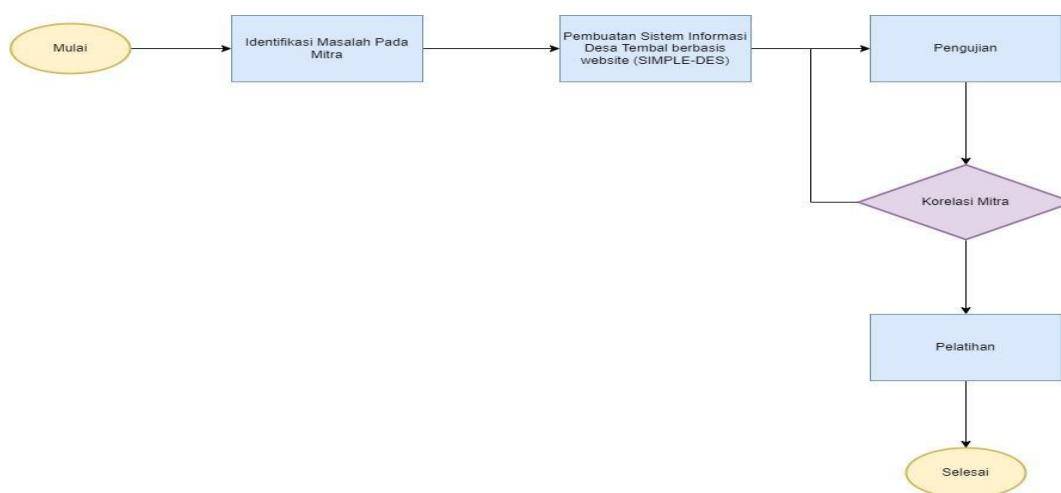 Mulai
Identifikasi Masalah Pada
Mitra
Pembuatan Sistem Informasi
Desa Tembal berbasis
website (SIMPLE-DES)
Pengujian
Korelasi Mitra
Pelatihan
Selesai